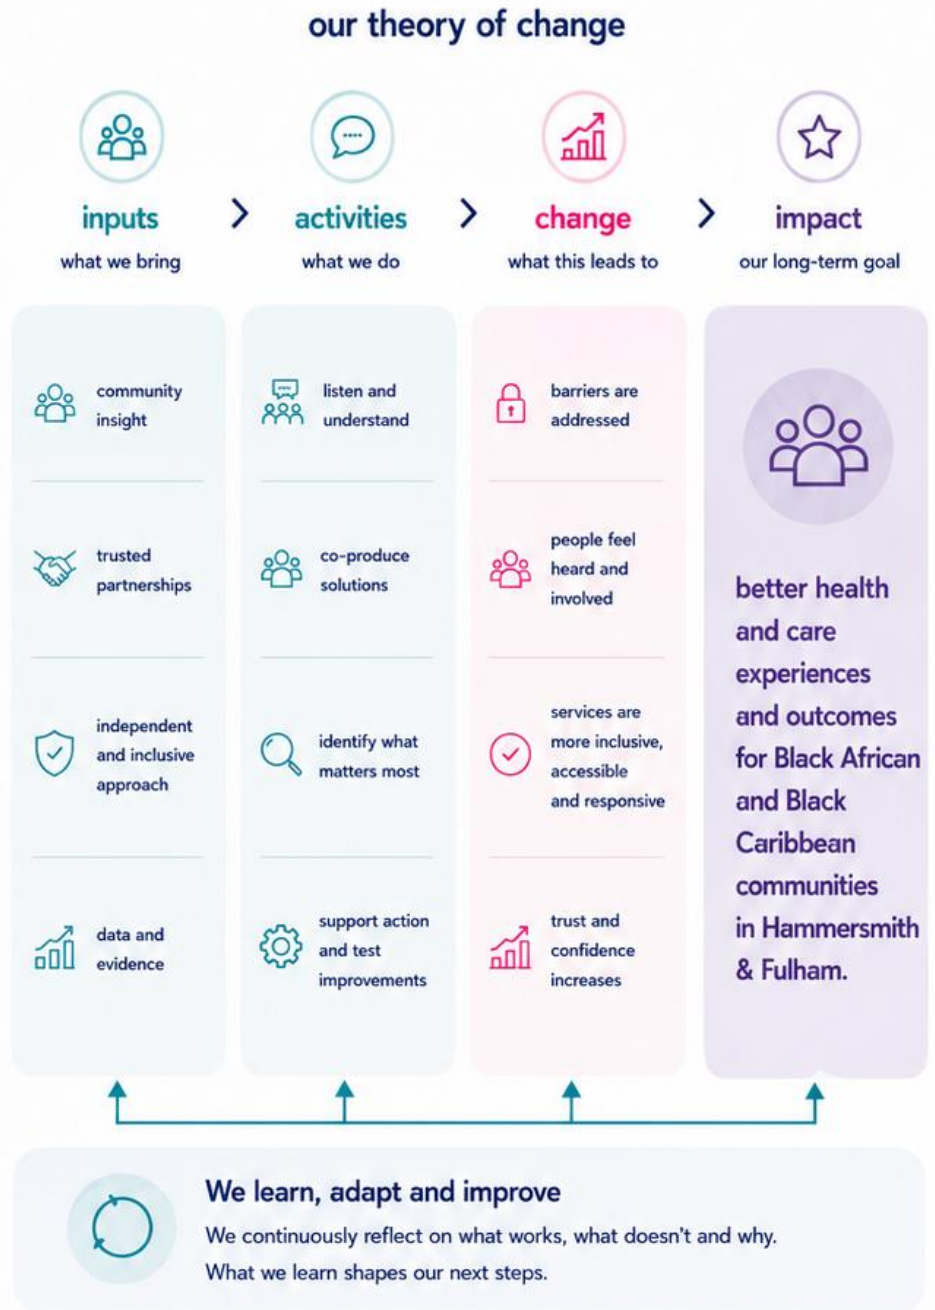 our theory of change
inputs
what we bring
activities
what we do
change
what this leads to
impact
our long-term goal
community
insight
trusted
partnerships
independent
and inclusive
approach
data and
evidence
listen and
understand
co-produce
solutions
identify what
matters most
support action
and test
improvements
barriers are
addressed
people feel
heard and
involved
services are
more inclusive,
accessible
and responsive
trust and
confidence
increases
better health
and care
experiences
and outcomes
for Black African
and Black
Caribbean
communities
in Hammersmith
& Fulham.
We learn, adapt and improve
We continuously reflect on what works, what doesn't and why.
What we learn shapes our next steps.